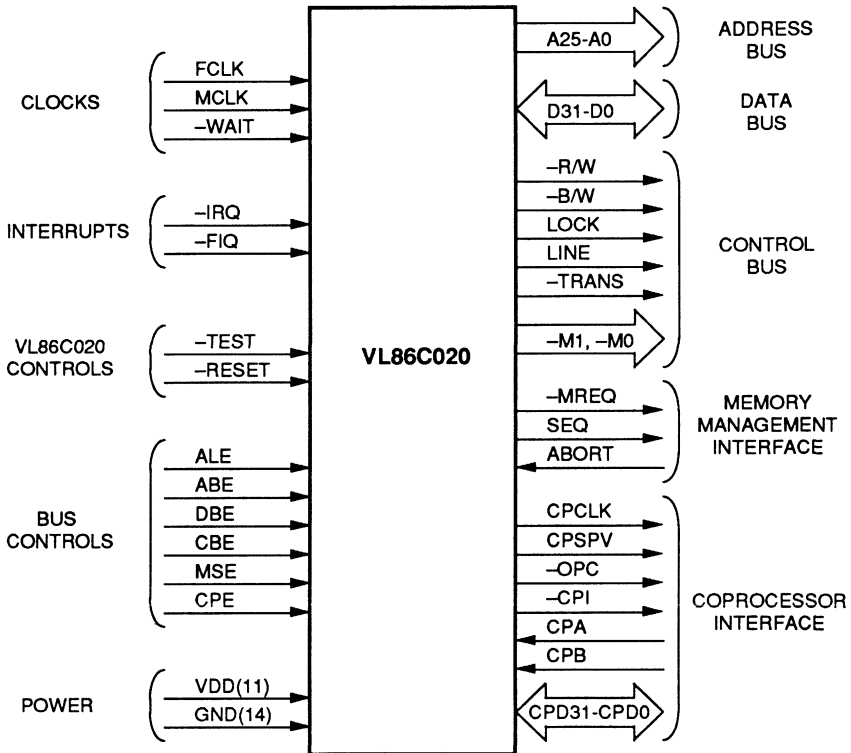 CLOCKS
FCLK
MCLK
–WAIT
INTERRUPTS
–IRQ
–FIQ
VL86C020
CONTROLS
–TEST
–RESET
BUS
CONTROLS
ALE
ABE
DBE
CBE
MSE
CPE
POWER
VDD(11)
GND(14)
VL86C020
A25-A0
ADDRESS
BUS
D31-D0
DATA
BUS
–R/W
–B/W
LOCK
LINE
–TRANS
–M1, –M0
CONTROL
BUS
–MREQ
SEQ
ABORT
MEMORY
MANAGEMENT
INTERFACE
CPCLK
CPSPV
–OPC
–CPI
CPA
CPB
CPD31-CPD0
COPROCESSOR
INTERFACE